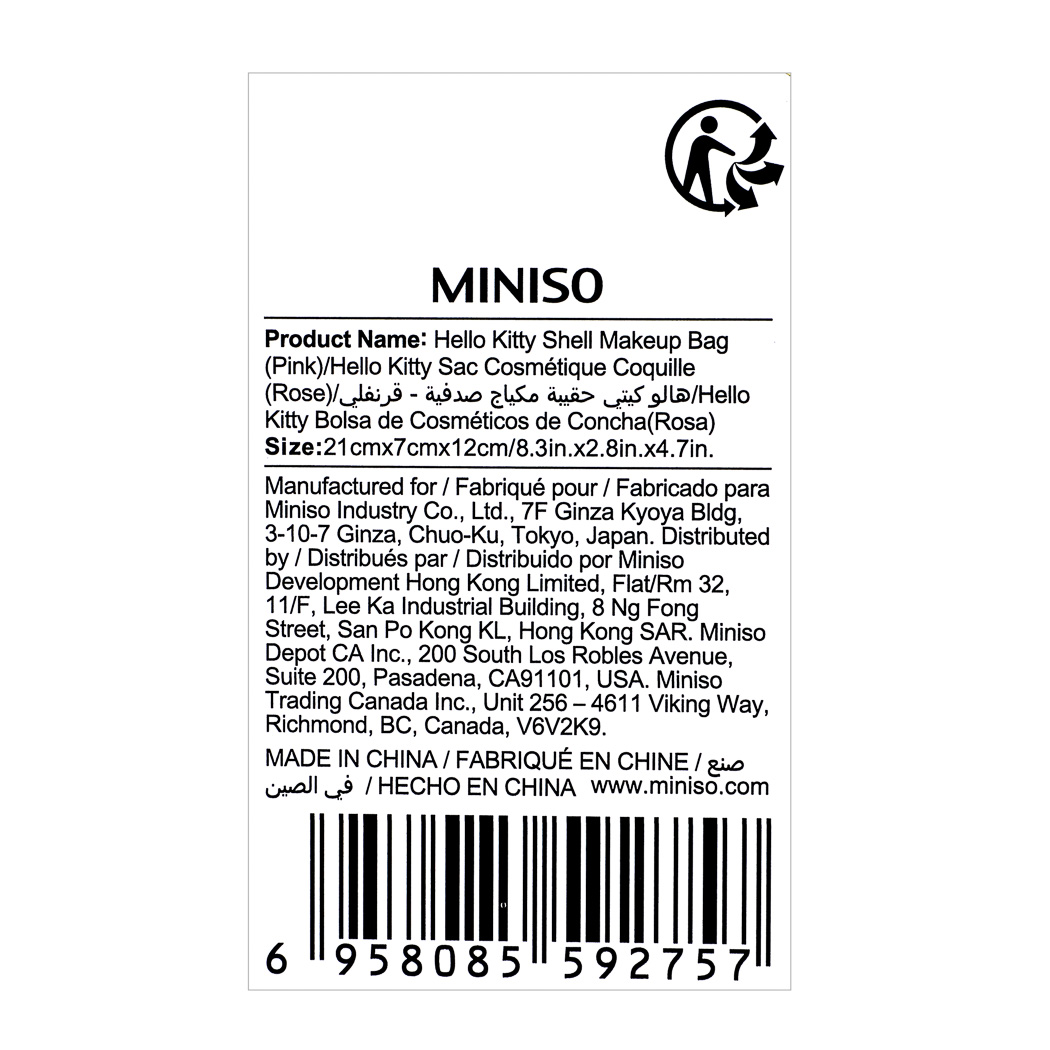 MINISO
Product Name: Hello Kitty Shell Makeup Bag
(Pink)/Hello Kitty Sac Cosmétique Coquille
(Rose)/هالو كيتي حقيبة مكياج صدفية - قرنفلي/Hello
Kitty Bolsa de Cosméticos de Concha(Rosa)
Size:21cmx7cmx12cm/8.3in.x2.8in.x4.7in.
Manufactured for / Fabriqué pour / Fabricado para
Miniso Industry Co., Ltd., 7F Ginza Kyoya Bldg,
3-10-7 Ginza, Chuo-Ku, Tokyo, Japan. Distributed
by / Distribués par / Distribuido por Miniso
Development Hong Kong Limited, Flat/Rm 32,
11/F, Lee Ka Industrial Building, 8 Ng Fong
Street, San Po Kong KL, Hong Kong SAR. Miniso
Depot CA Inc., 200 South Los Robles Avenue,
Suite 200, Pasadena, CA91101, USA. Miniso
Trading Canada Inc., Unit 256 – 4611 Viking Way,
Richmond, BC, Canada, V6V2K9.
MADE IN CHINA / FABRIQUÉ EN CHINE / صنع
في الصين / HECHO EN CHINA www.miniso.com
6 958085 592757